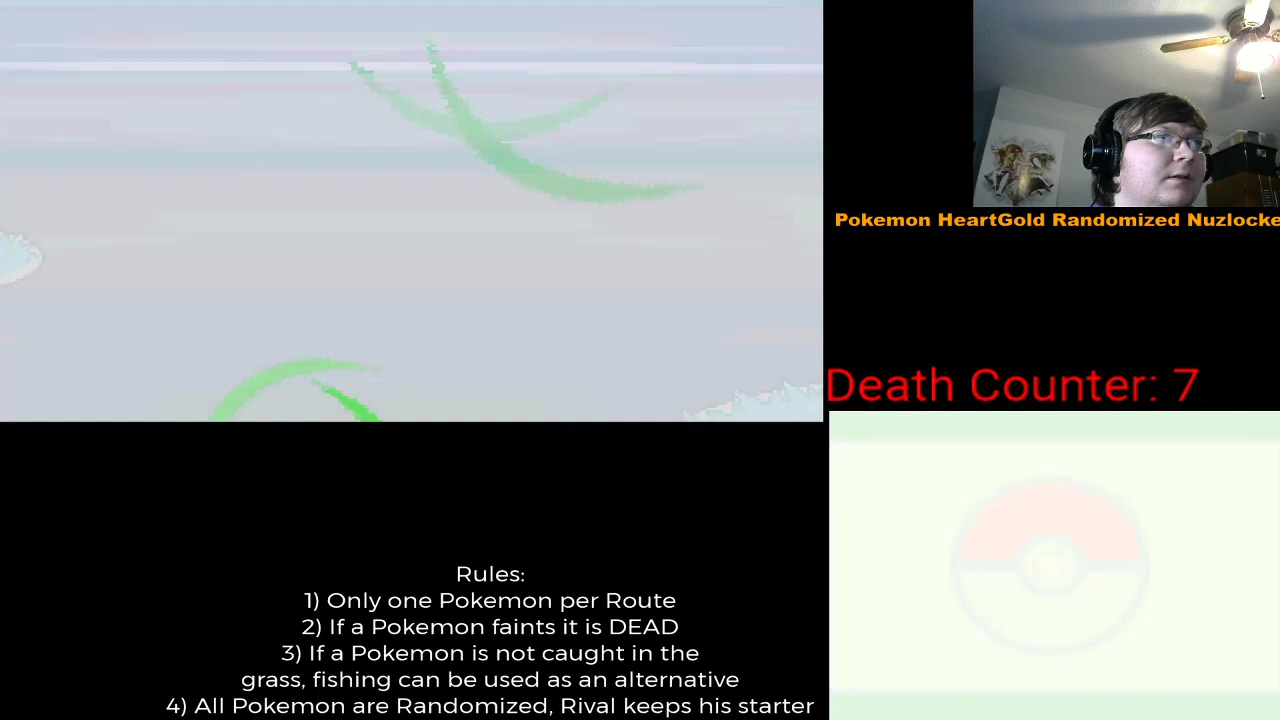 Pokemon HeartGold Randomized Nuzlocke
Death Counter: 7
Rules:
1) Only one Pokemon per Route
2) If a Pokemon faints it is DEAD
3) If a Pokemon is not caught in the
grass, fishing can be used as an alternative
4) All Pokemon are Randomized, Rival keeps his starter